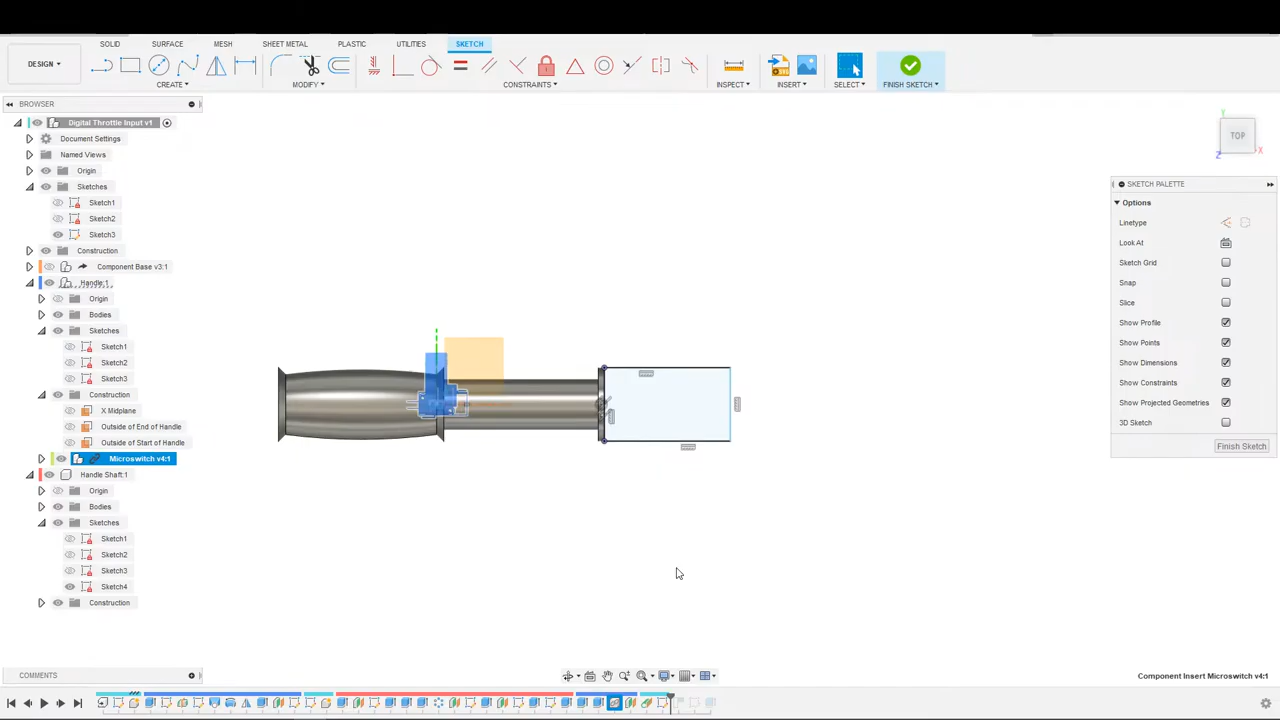 SOLID SURFACE MESH SHEET METAL PLASTIC UTILITIES SKETCH
DESIGN
CREATE MODIFY CONSTRAINTS INSPECT INSERT SELECT FINISH SKETCH
BROWSER
Digital Throttle Input v1
Document Settings
Named Views
Origin
Sketches
Sketch1
Sketch2
Sketch3
Construction
Component Base v3:1
Handle:1
Origin
Bodies
Sketches
Sketch1
Sketch2
Sketch3
Construction
X Midplane
Outside of End of Handle
Outside of Start of Handle
Microswitch v4:1
Handle Shaft:1
Origin
Bodies
Sketches
Sketch1
Sketch2
Sketch3
Sketch4
Construction
COMMENTS
Y
TOP
X
Z
SKETCH PALETTE
Options
Linetype
Look At
Sketch Grid
Snap
Slice
Show Profile
Show Points
Show Dimensions
Show Constraints
Show Projected Geometries
3D Sketch
Finish Sketch
Component Insert Microswitch v4:1